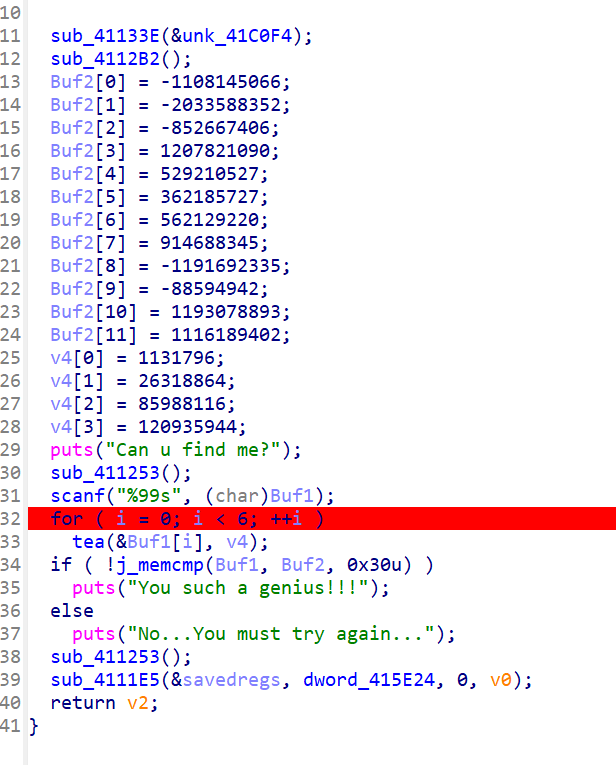 10
11 sub_41133E(&unk_41C0F4);
12 sub_4112B2();
13 Buf2[0] = -1108145066;
14 Buf2[1] = -2033588352;
15 Buf2[2] = -852667406;
16 Buf2[3] = 1207821090;
17 Buf2[4] = 529210527;
18 Buf2[5] = 362185727;
19 Buf2[6] = 562129220;
20 Buf2[7] = 914688345;
21 Buf2[8] = -1191692335;
22 Buf2[9] = -88594942;
23 Buf2[10] = 1193078893;
24 Buf2[11] = 1116189402;
25 v4[0] = 1131796;
26 v4[1] = 26318864;
27 v4[2] = 85988116;
28 v4[3] = 120935944;
29 puts("Can u find me?");
30 sub_411253();
31 scanf("%99s", (char)Buf1);
32 for ( i = 0; i < 6; ++i )
33 tea(&Buf1[i], v4);
34 if ( !j_memcmp(Buf1, Buf2, 0x30u) )
35 puts("You such a genius!!!");
36 else
37 puts("No...You must try again...");
38 sub_411253();
39 sub_4111E5(&savedregs, dword_415E24, 0, v0);
40 return v2;
41 }